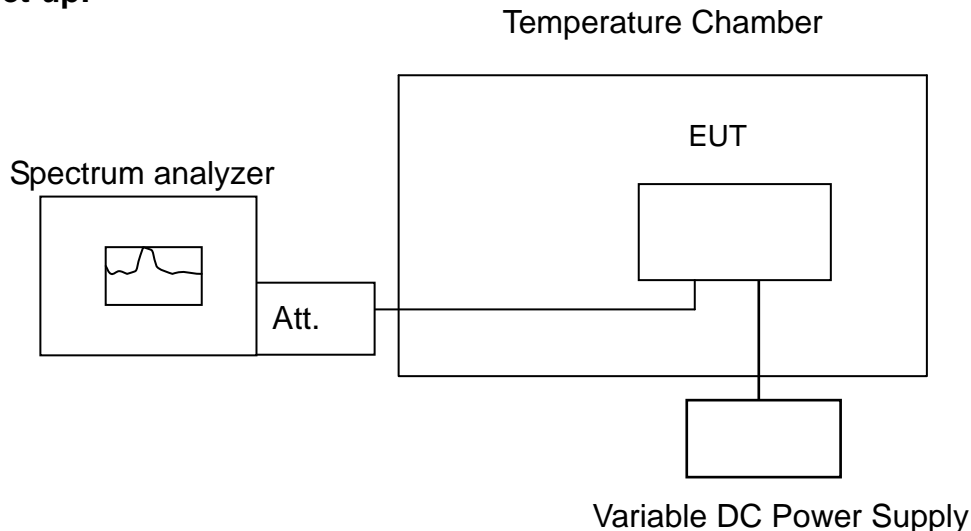 Temperature Chamber
EUT
Spectrum analyzer
Att.
Variable DC Power Supply